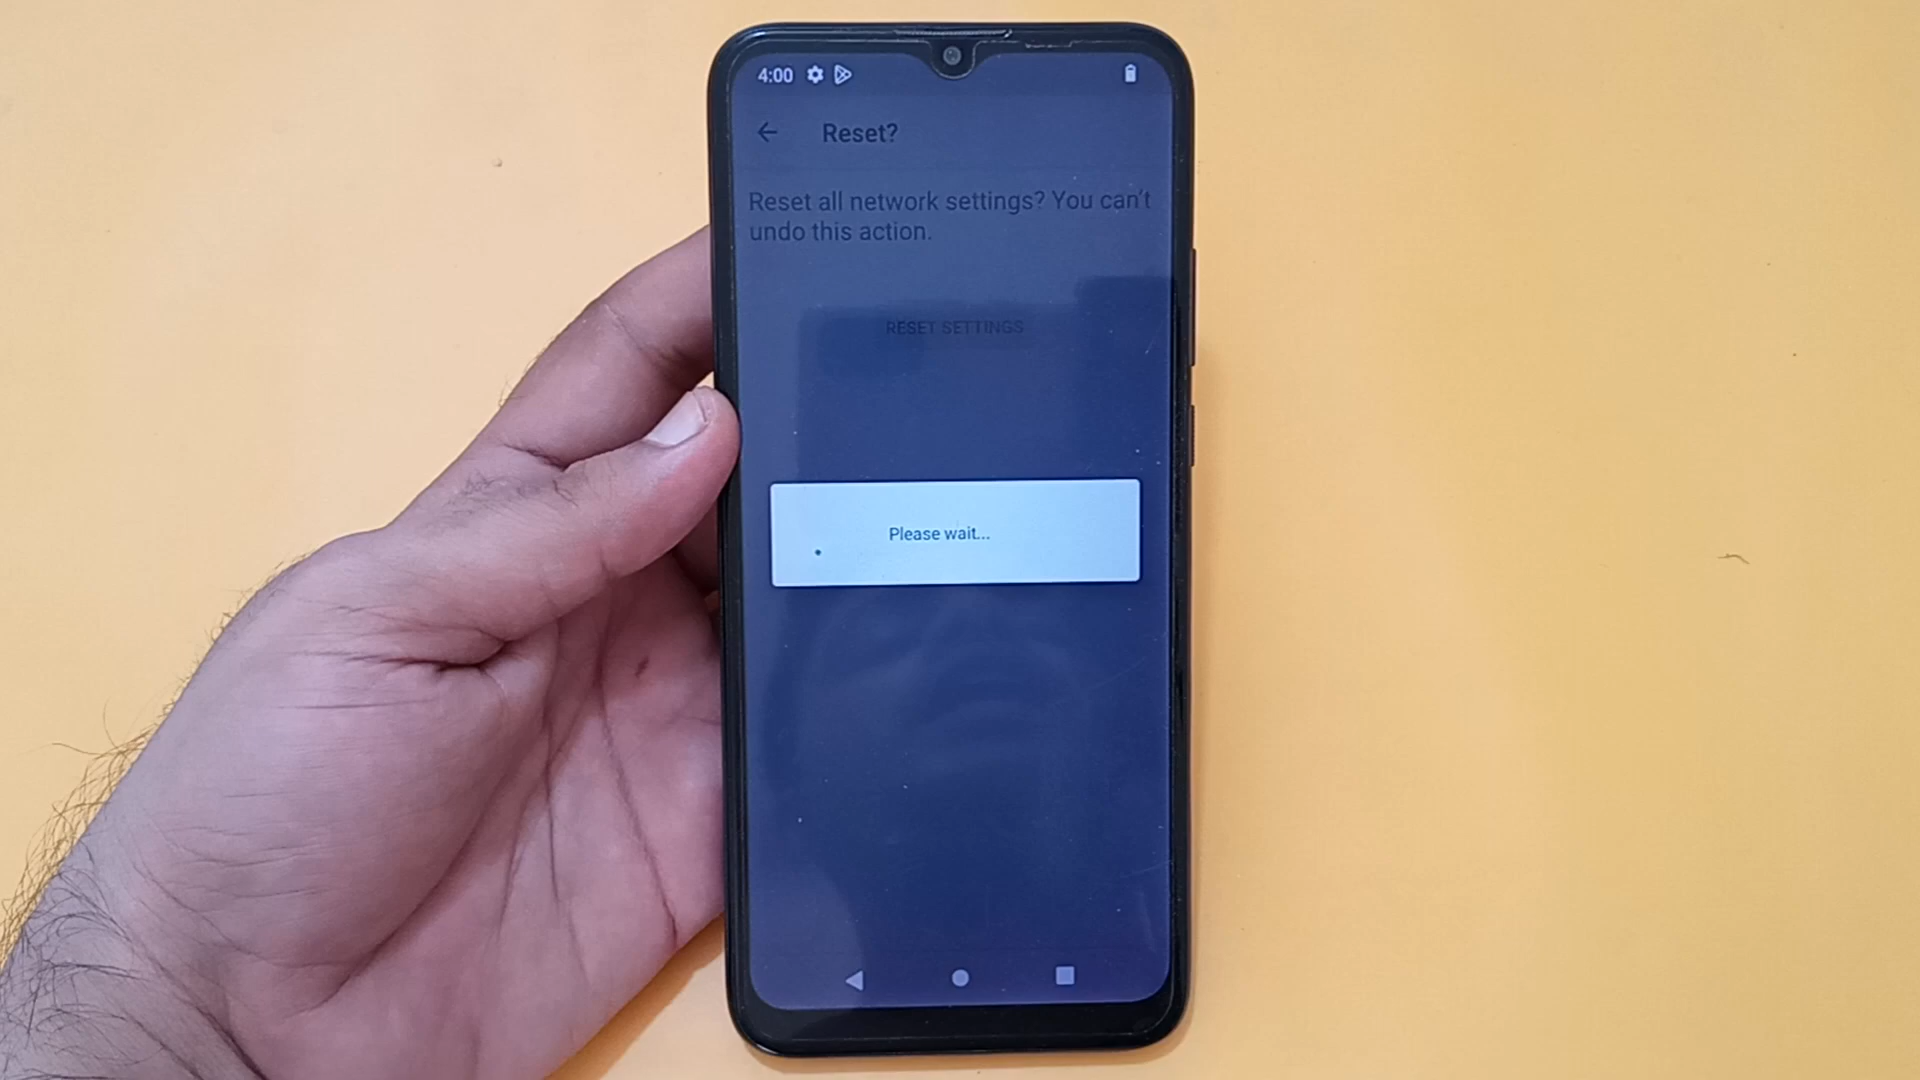 4:00
Reset?
Reset all network settings? You can't
undo this action.
RESET SETTINGS
Please wait...